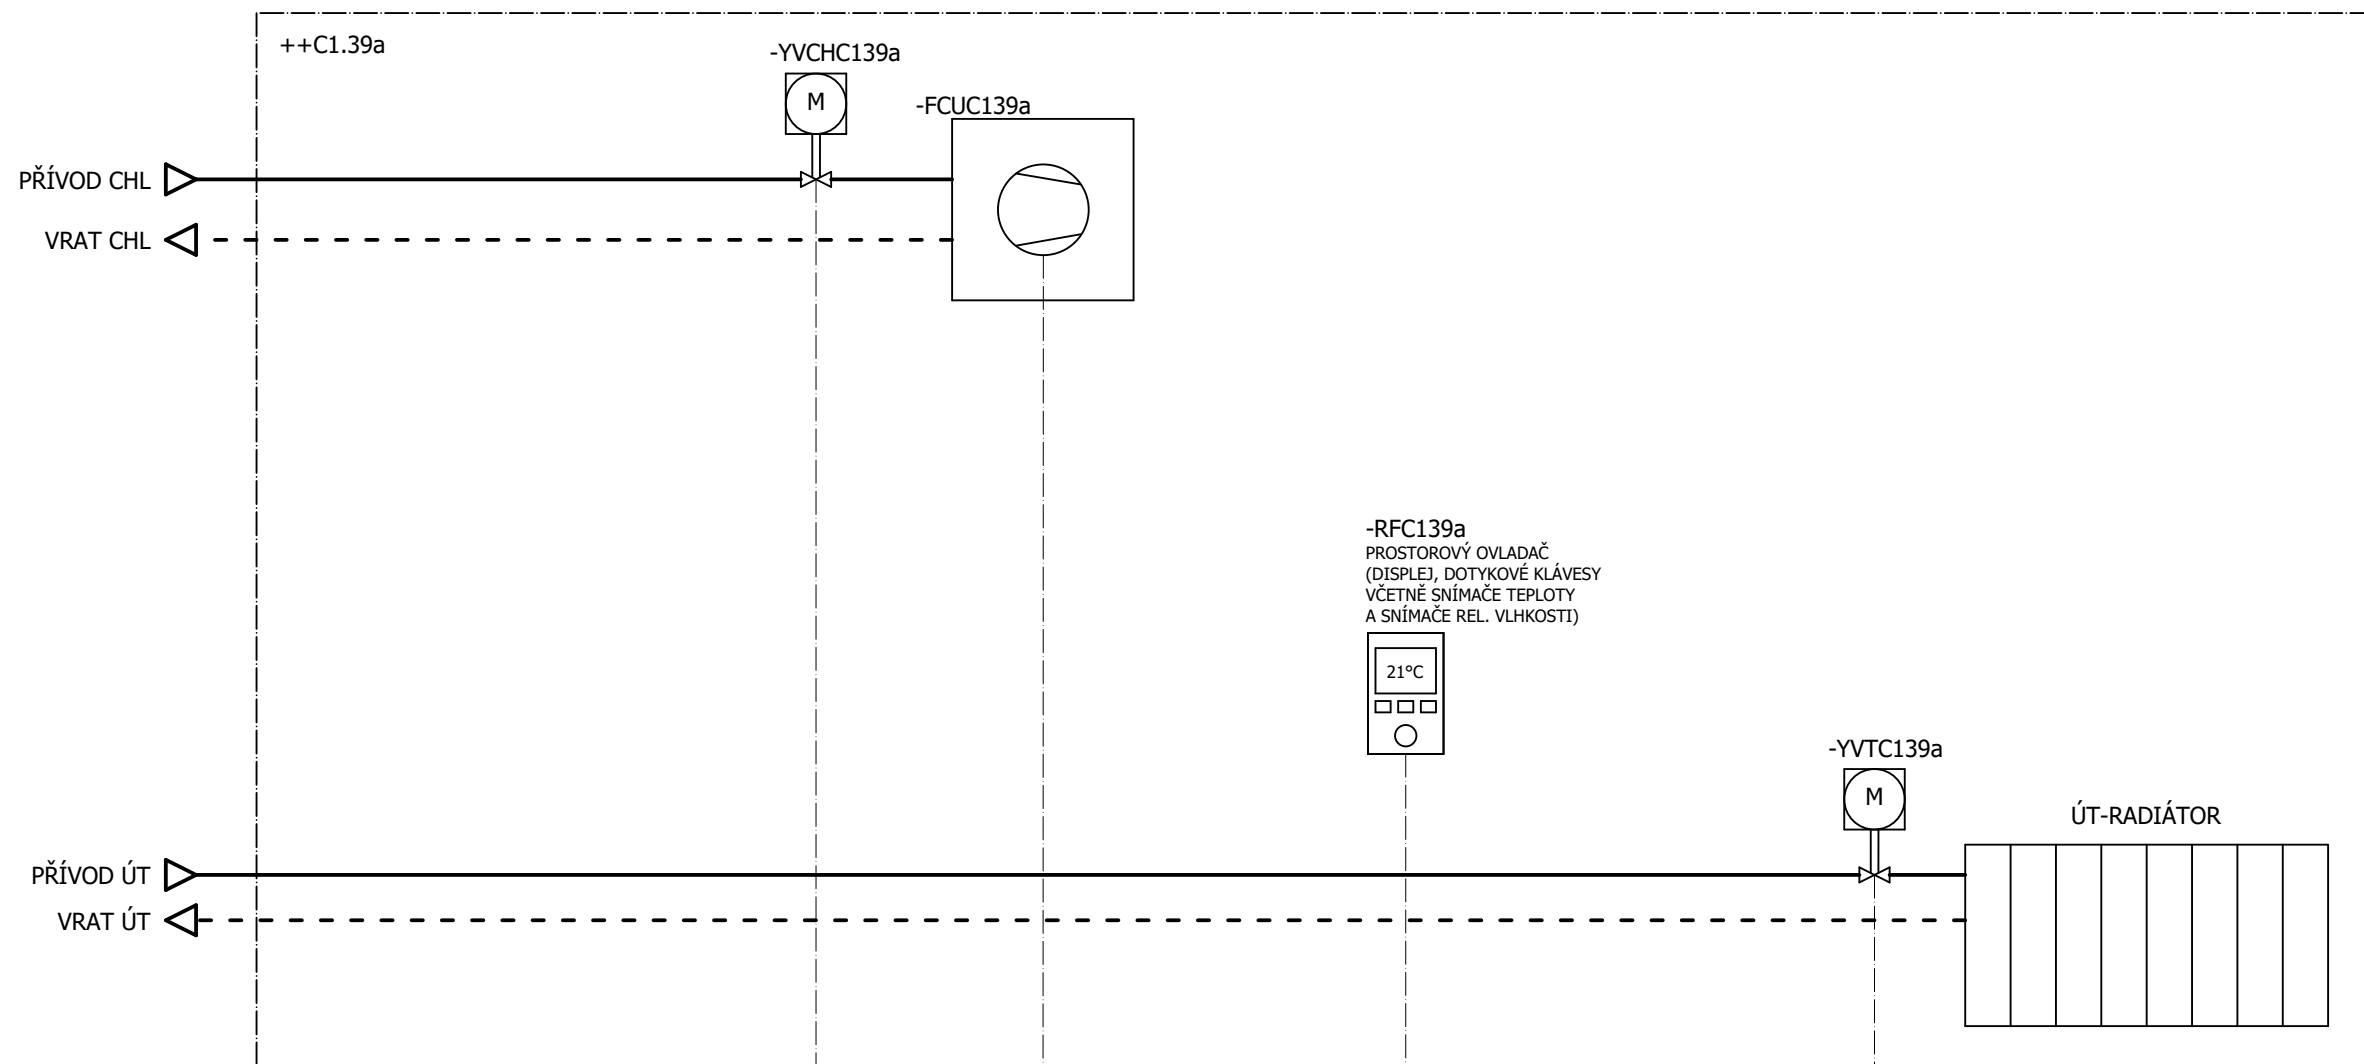 ++C1.39a
-YVCHC139a
M
-FCUC139a
PŘÍVOD CHL
VRAT CHL
-RFC139a
PROSTOROVÝ OVLADAČ
(DISPLEJ, DOTYKOVÉ KLÁVESY
VČETNĚ SNÍMAČE TEPLOTY
A SNÍMAČE REL. VLHKOSTI)
21°C
-YVTC139a
M
ÚT-RADIÁTOR
PŘÍVOD ÚT
VRAT ÚT